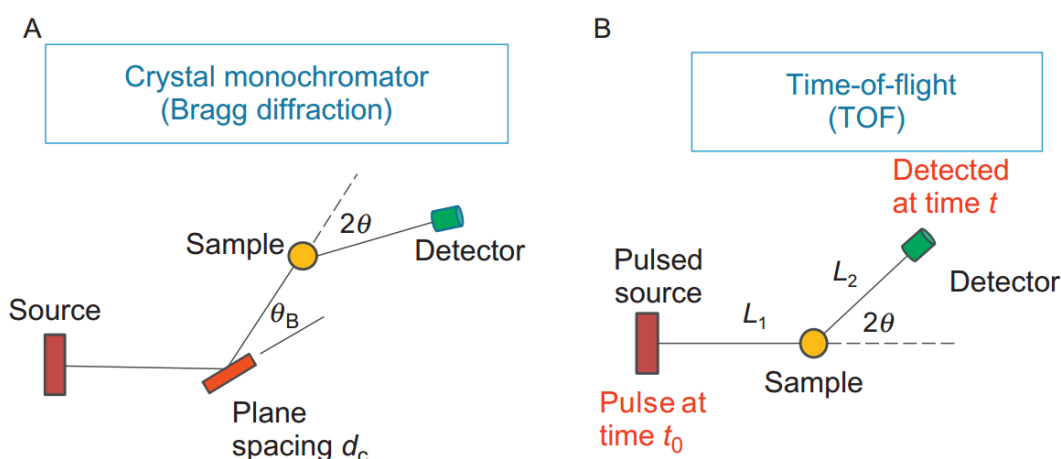 A
Crystal monochromator
(Bragg diffraction)
Sample
2θ
Detector
Source
θB
Plane
spacing dc
B
Time-of-flight
(TOF)
Detected
at time t
Pulsed
source
L2
Detector
L1
2θ
Sample
Pulse at
time t0